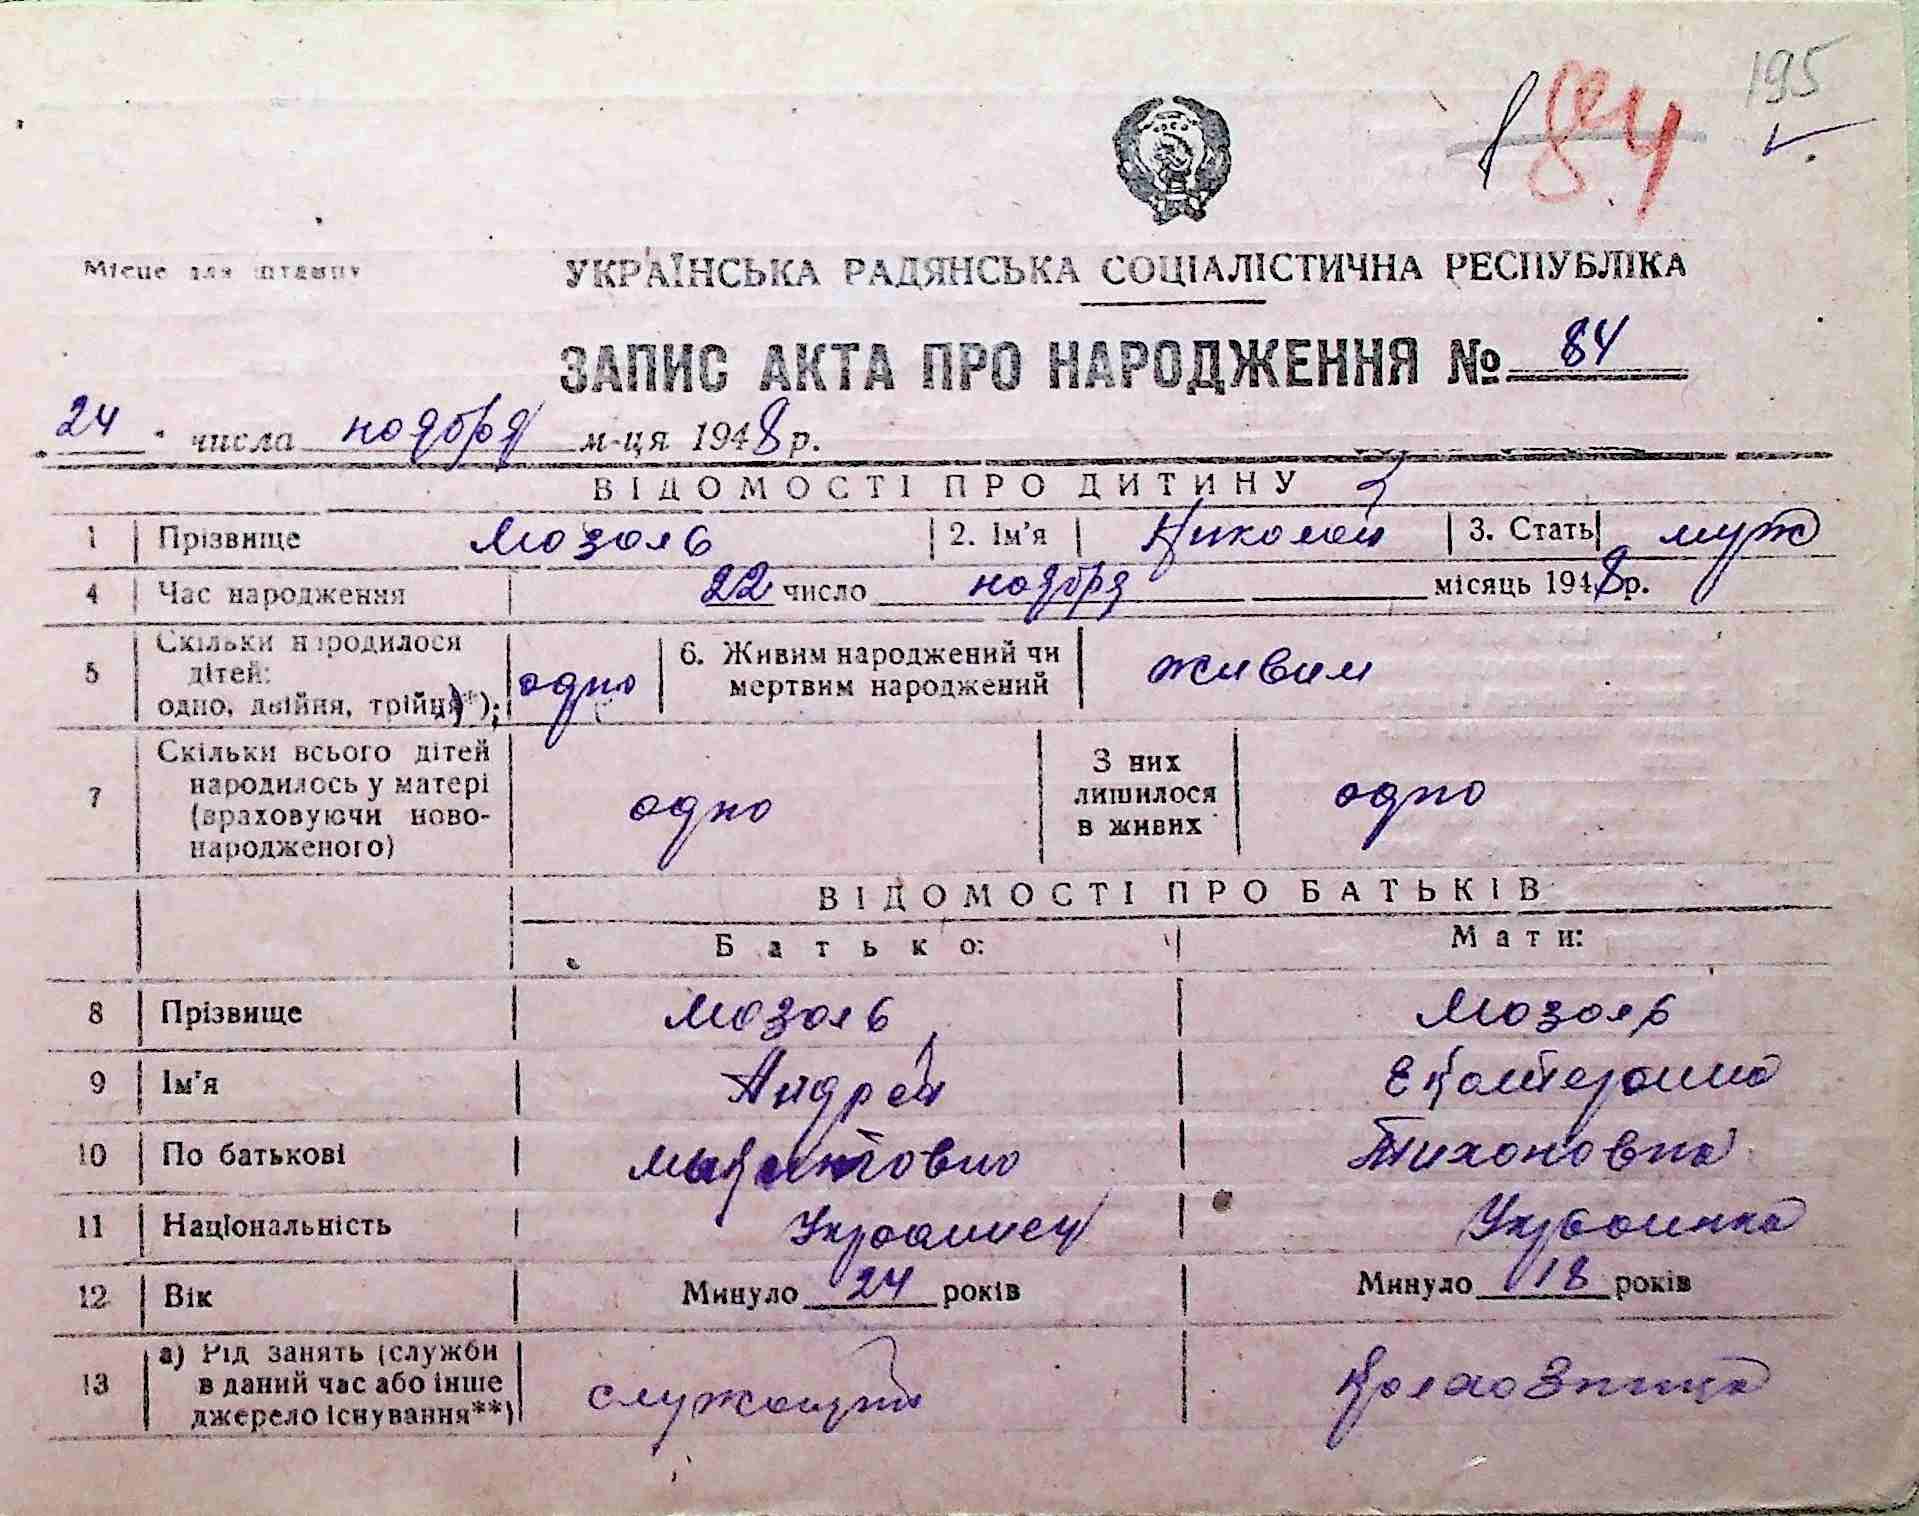 195
84
Місце для штампу
УКРАЇНСЬКА РАДЯНСЬКА СОЦІАЛІСТИЧНА РЕСПУБЛІКА
ЗАПИС АКТА ПРО НАРОДЖЕННЯ № 84
24 числа ноября м-ця 1948 р.
ВІДОМОСТІ ПРО ДИТИНУ
1 Прізвище Мозоль 2. Ім'я Николай 3. Стать муж
4 Час народження 22 число ноября місяць 1948 р.
5 Скільки народилося дітей: одно, двійня, трійця*); одно 6. Живим народжений чи мертвим народжений живим
7 Скільки всього дітей народилось у матері (враховуючи ново-народженого) одно З них лишилося в живих одно
ВІДОМОСТІ ПРО БАТЬКІВ
Батько: Мати:
8 Прізвище Мозоль Мозоль
9 Ім'я Андрей Екатерина
10 По батькові Тихоновна
11 Національність Украинец Украинка
12 Вік Минуло 24 років Минуло 18 років
13 а) Рід занять (служби в даний час або інше джерело існування**) служащий колхозница